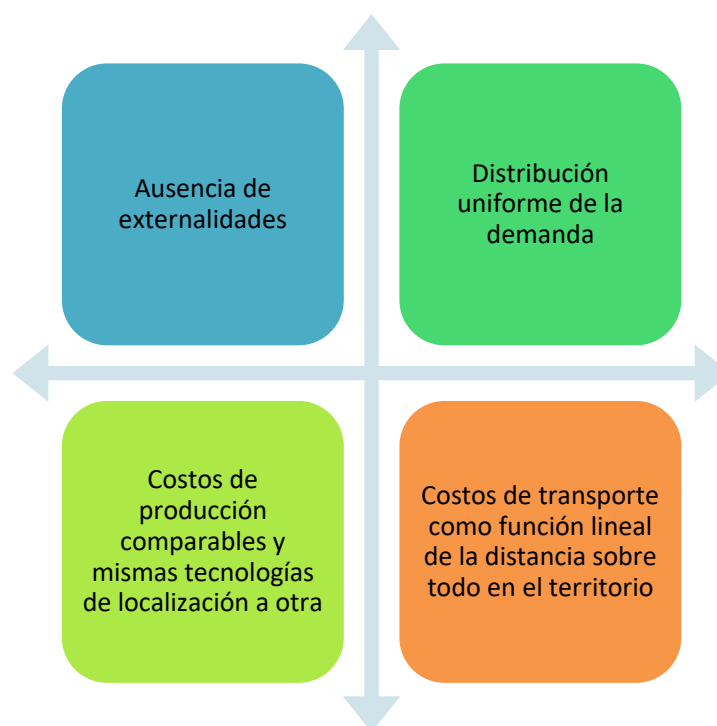 Ausencia de
externalidades
Distribución
uniforme de la
demanda
Costos de
producción
comparables y
mismas tecnologías
de localización a otra
Costos de transporte
como función lineal
de la distancia sobre
todo en el territorio